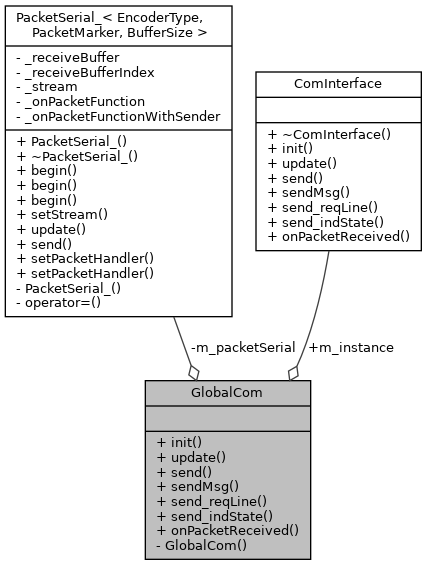 PacketSerial_< EncoderType,
PacketMarker, BufferSize >
- _receiveBuffer
- _receiveBufferIndex
- _stream
- _onPacketFunction
- _onPacketFunctionWithSender
+ PacketSerial_()
+ ~PacketSerial_()
+ begin()
+ begin()
+ begin()
+ setStream()
+ update()
+ send()
+ setPacketHandler()
+ setPacketHandler()
- PacketSerial_()
- operator=()
ComInterface
+ ~ComInterface()
+ init()
+ update()
+ send()
+ sendMsg()
+ send_reqLine()
+ send_indState()
+ onPacketReceived()
-m_packetSerial
+m_instance
GlobalCom
+ init()
+ update()
+ send()
+ sendMsg()
+ send_reqLine()
+ send_indState()
+ onPacketReceived()
- GlobalCom()